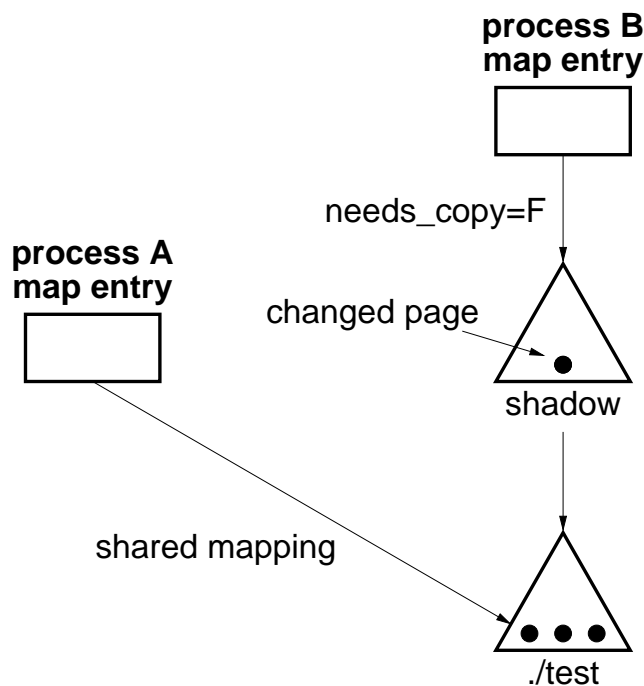 process B
map entry
needs_copy=F
process A
map entry
changed page
shadow
shared mapping
./test